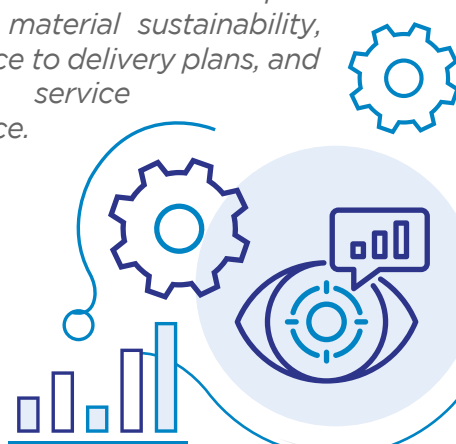 material sustainability,
ce to delivery plans, and
service
ce.